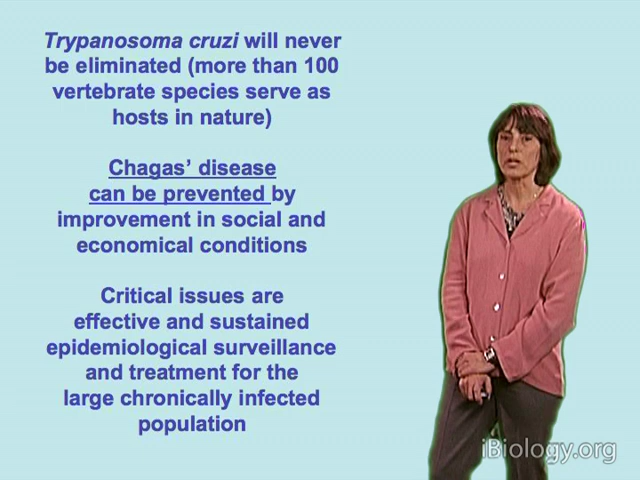 Trypanosoma cruzi will never
be eliminated (more than 100
vertebrate species serve as
hosts in nature)
Chagas’ disease
can be prevented by
improvement in social and
economical conditions
Critical issues are
effective and sustained
epidemiological surveillance
and treatment for the
large chronically infected
population
iBiology.org